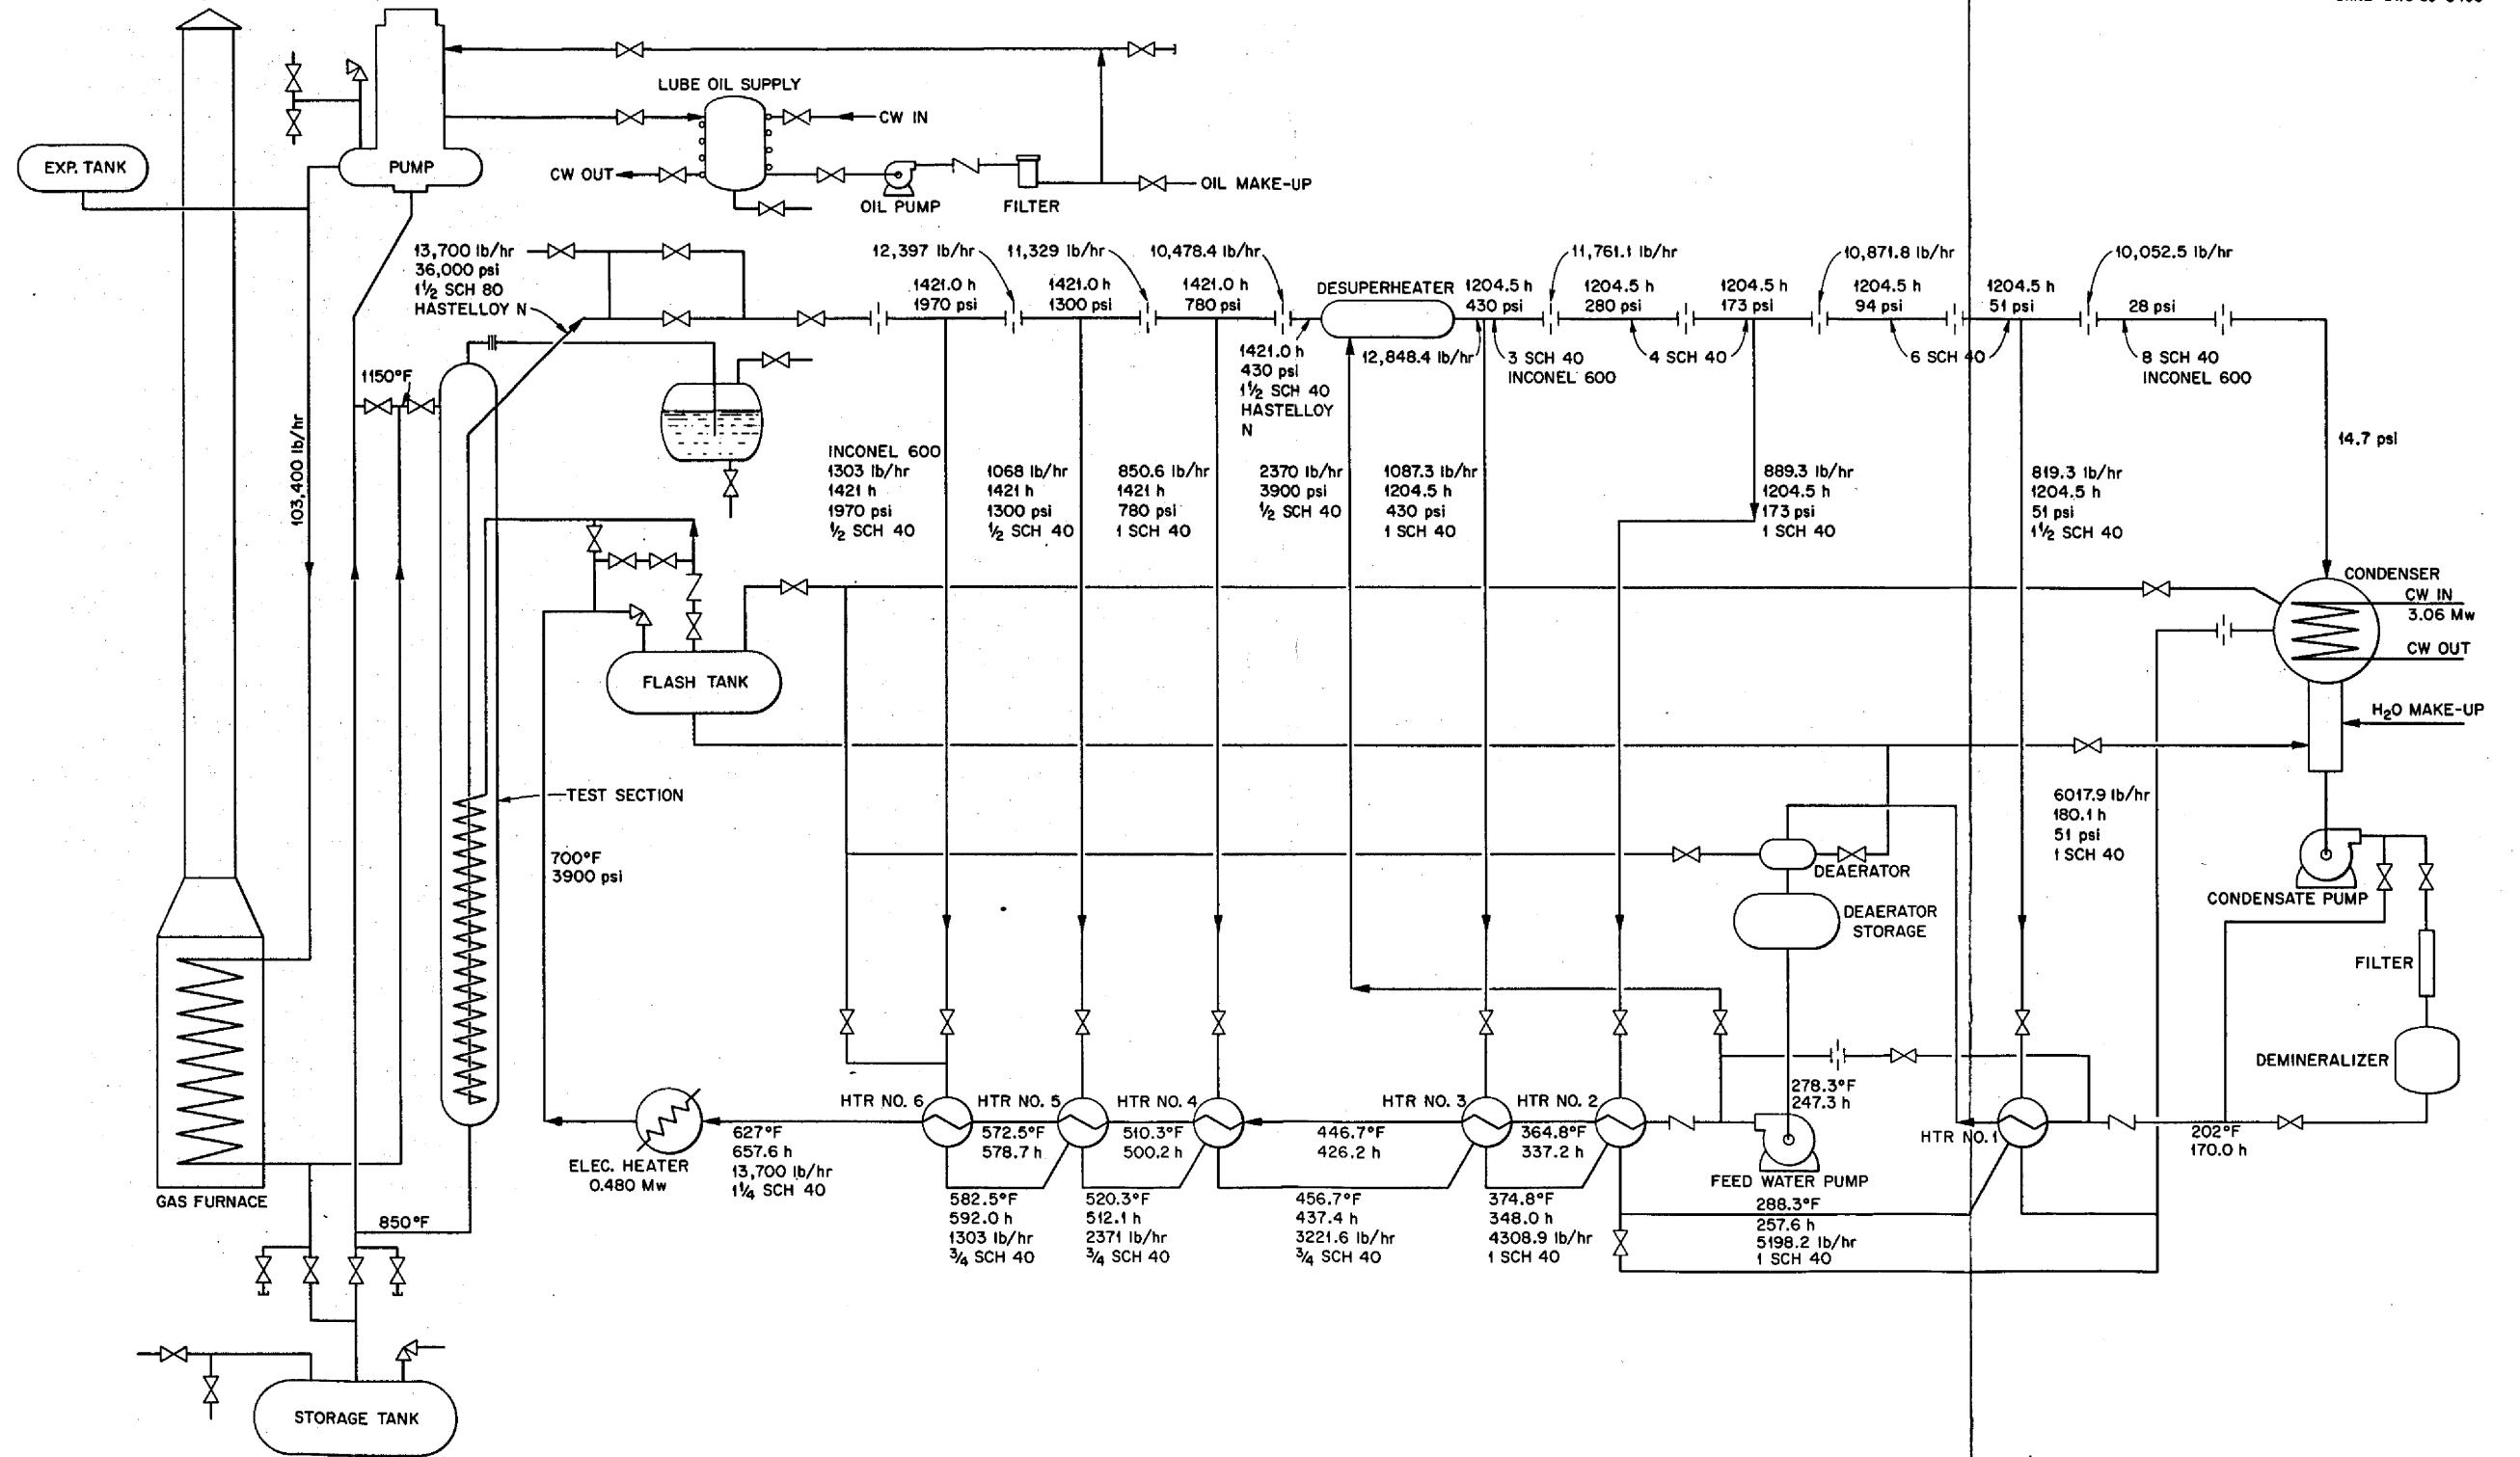 LUBE OIL SUPPLY
CW IN
EXP. TANK
PUMP
CW OUT
OIL MAKE-UP
OIL PUMP
FILTER
13,700 lb/hr
36,000 psi
1½ SCH 80
HASTELLOY N
12,397 lb/hr
11,329 lb/hr
10,478.4 lb/hr
11,761.1 lb/hr
10,871.8 lb/hr
10,052.5 lb/hr
1421.0 h
1970 psi
1421.0 h
1300 psi
1421.0 h
780 psi
DESUPERHEATER
1204.5 h
430 psi
1204.5 h
280 psi
1204.5 h
173 psi
1204.5 h
94 psi
1204.5 h
51 psi
28 psi
1421.0 h
430 psi
1½ SCH 40
HASTELLOY
N
12,848.4 lb/hr
3 SCH 40
INCONEL 600
4 SCH 40
6 SCH 40
8 SCH 40
INCONEL 600
1150°F
103,400 lb/hr
14.7 psi
INCONEL 600
1303 lb/hr
1421 h
1970 psi
½ SCH 40
1068 lb/hr
1421 h
1300 psi
½ SCH 40
850.6 lb/hr
1421 h
780 psi
1 SCH 40
2370 lb/hr
3900 psi
½ SCH 40
1087.3 lb/hr
1204.5 h
430 psi
1 SCH 40
889.3 lb/hr
1204.5 h
173 psi
1 SCH 40
819.3 lb/hr
1204.5 h
51 psi
1½ SCH 40
CONDENSER
CW IN
3.06 Mw
CW OUT
FLASH TANK
H₂O MAKE-UP
TEST SECTION
700°F
3900 psi
6017.9 lb/hr
180.1 h
51 psi
1 SCH 40
DEAERATOR
CONDENSATE PUMP
DEAERATOR
STORAGE
FILTER
DEMINERALIZER
278.3°F
247.3 h
HTR NO. 6
HTR NO. 5
HTR NO. 4
HTR NO. 3
HTR NO. 2
HTR NO. 1
627°F
657.6 h
13,700 lb/hr
1¼ SCH 40
572.5°F
578.7 h
510.3°F
500.2 h
446.7°F
426.2 h
364.8°F
337.2 h
202°F
170.0 h
ELEC. HEATER
0.480 Mw
FEED WATER PUMP
GAS FURNACE
850°F
582.5°F
592.0 h
1303 lb/hr
¾ SCH 40
520.3°F
512.1 h
2371 lb/hr
¾ SCH 40
456.7°F
437.4 h
3221.6 lb/hr
¾ SCH 40
374.8°F
348.0 h
4308.9 lb/hr
1 SCH 40
288.3°F
257.6 h
5198.2 lb/hr
1 SCH 40
STORAGE TANK